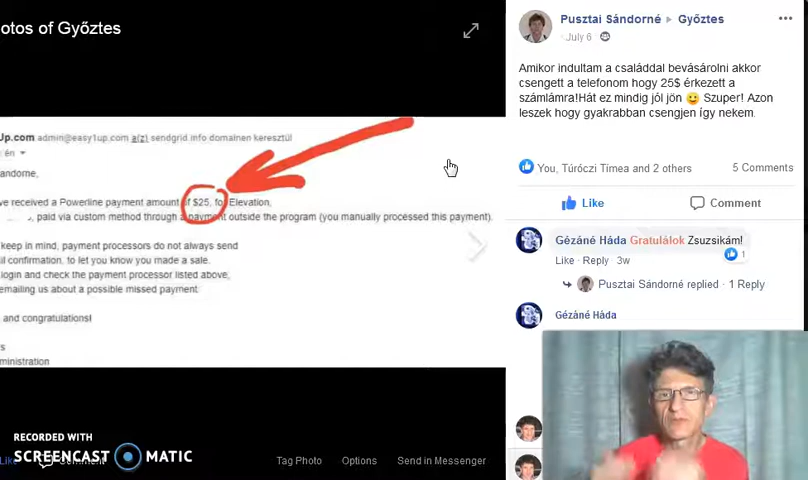 otos of Győztes
Up.com admin@easy1up.com a(z) sendgrid info domainen keresztül
én
andorne,
ve received a Powerline payment amount of $25, for Elevation,
, paid via custom method through a payment outside the program (you manually processed this payment).
keep in mind, payment processors do not always send
il confirmation, to let you know you made a sale.
login and check the payment processor listed above,
emailing us about a possible missed payment
and congratulations!
rs
ministration
RECORDED WITH
SCREENCAST MATIC
Like
Comment
Tag Photo Options Send in Messenger
Pusztai Sándorné Győztes
July 6
Amikor indultam a családdal bevásárolni akkor
csengett a telefonom hogy 25$ érkezett a
számlámra!Hát ez mindig jól jön Szuper! Azon
leszek hogy gyakrabban csengjen így nekem.
You, Túróczi Tímea and 2 others 5 Comments
Like Comment
Gézáné Háda Gratulálok Zsuzsikám!
1
Like · Reply · 3w
Pusztai Sándorné replied · 1 Reply
Gézáné Háda